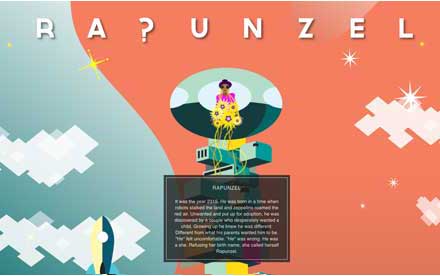 R A ? U N Z E L
RAPUNZEL
It was the year 2315. He was born in a time when
robots stalked the land and zeppelins roamed the
red air. Unwanted and put up for adoption, he was
discovered by a couple who desperately wanted a
child. Growing up he knew he was different.
Different from what his parents wanted him to be.
"He" felt uncomfortable. "He" was wrong. He was
a she. Refusing her birth name, she called herself
Rapunzel.